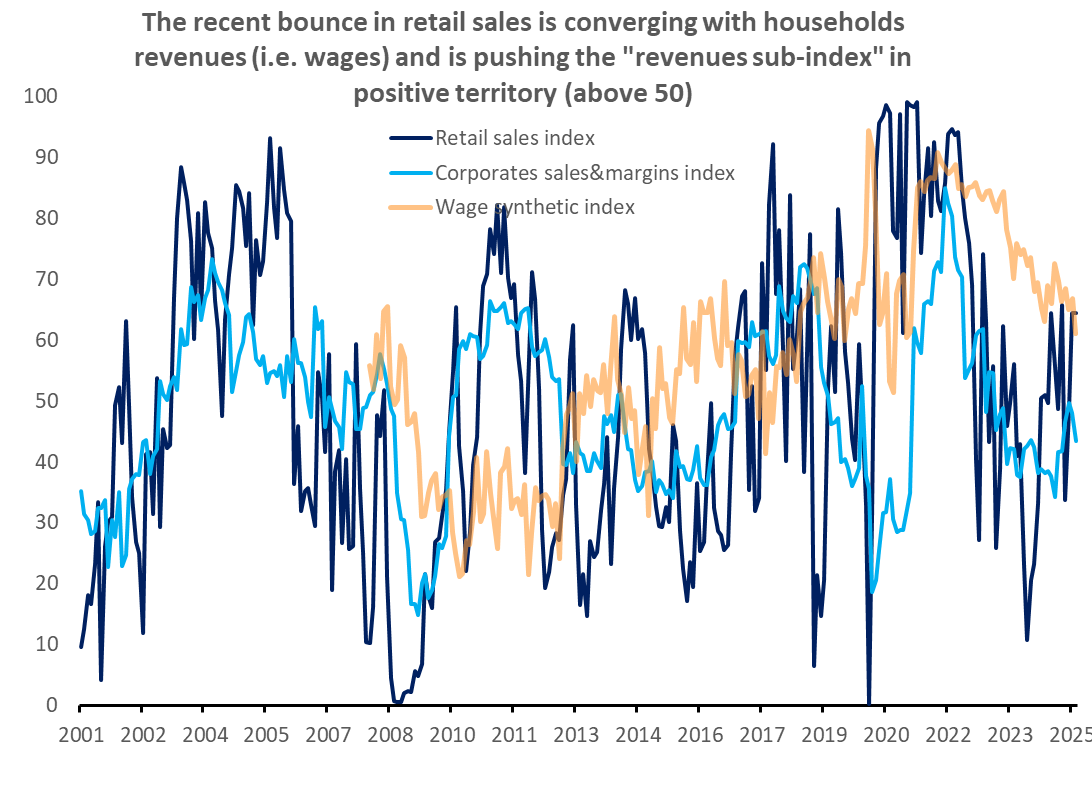 The recent bounce in retail sales is converging with households
revenues (i.e. wages) and is pushing the "revenues sub-index" in
positive territory (above 50)
100
90
80
70
60
50
40
30
20
10
0
Retail sales index
Corporates sales&margins index
Wage synthetic index
2001 2002 2004 2005 2007 2008 2010 2011 2013 2014 2016 2017 2019 2020 2022 2023 2025